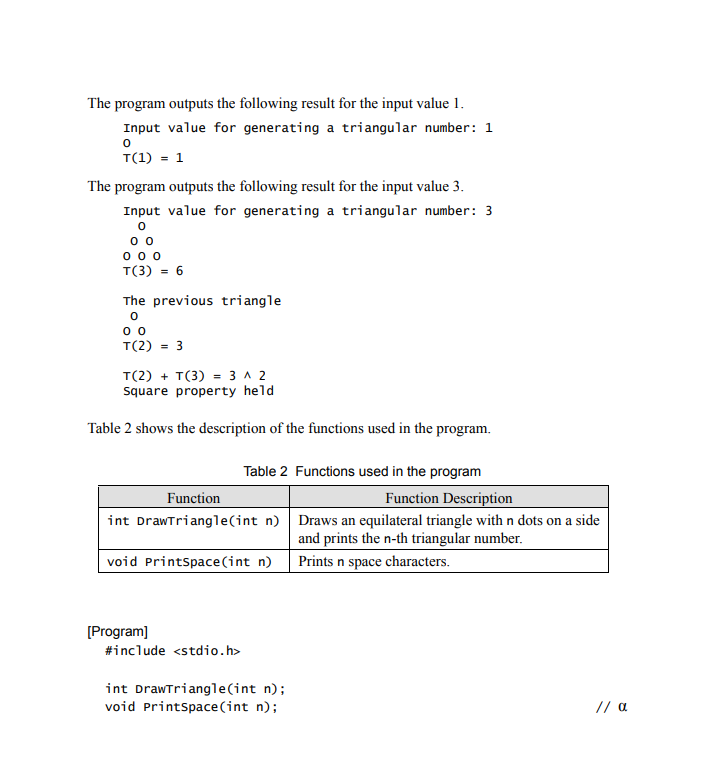 The program outputs the following result for the input value 1.
Input value for generating a triangular number: 1
O
T(1) = 1
The program outputs the following result for the input value 3.
Input value for generating a triangular number: 3
  O
 O O
O O O
T(3) = 6
The previous triangle
 O
O O
T(2) = 3
T(2) + T(3) = 3 ^ 2
Square property held
Table 2 shows the description of the functions used in the program.
Table 2  Functions used in the program
Function Function Description
int DrawTriangle(int n) Draws an equilateral triangle with n dots on a side
and prints the n-th triangular number.
void PrintSpace(int n) Prints n space characters.
[Program]
#include <stdio.h>
int DrawTriangle(int n);
void PrintSpace(int n); // α